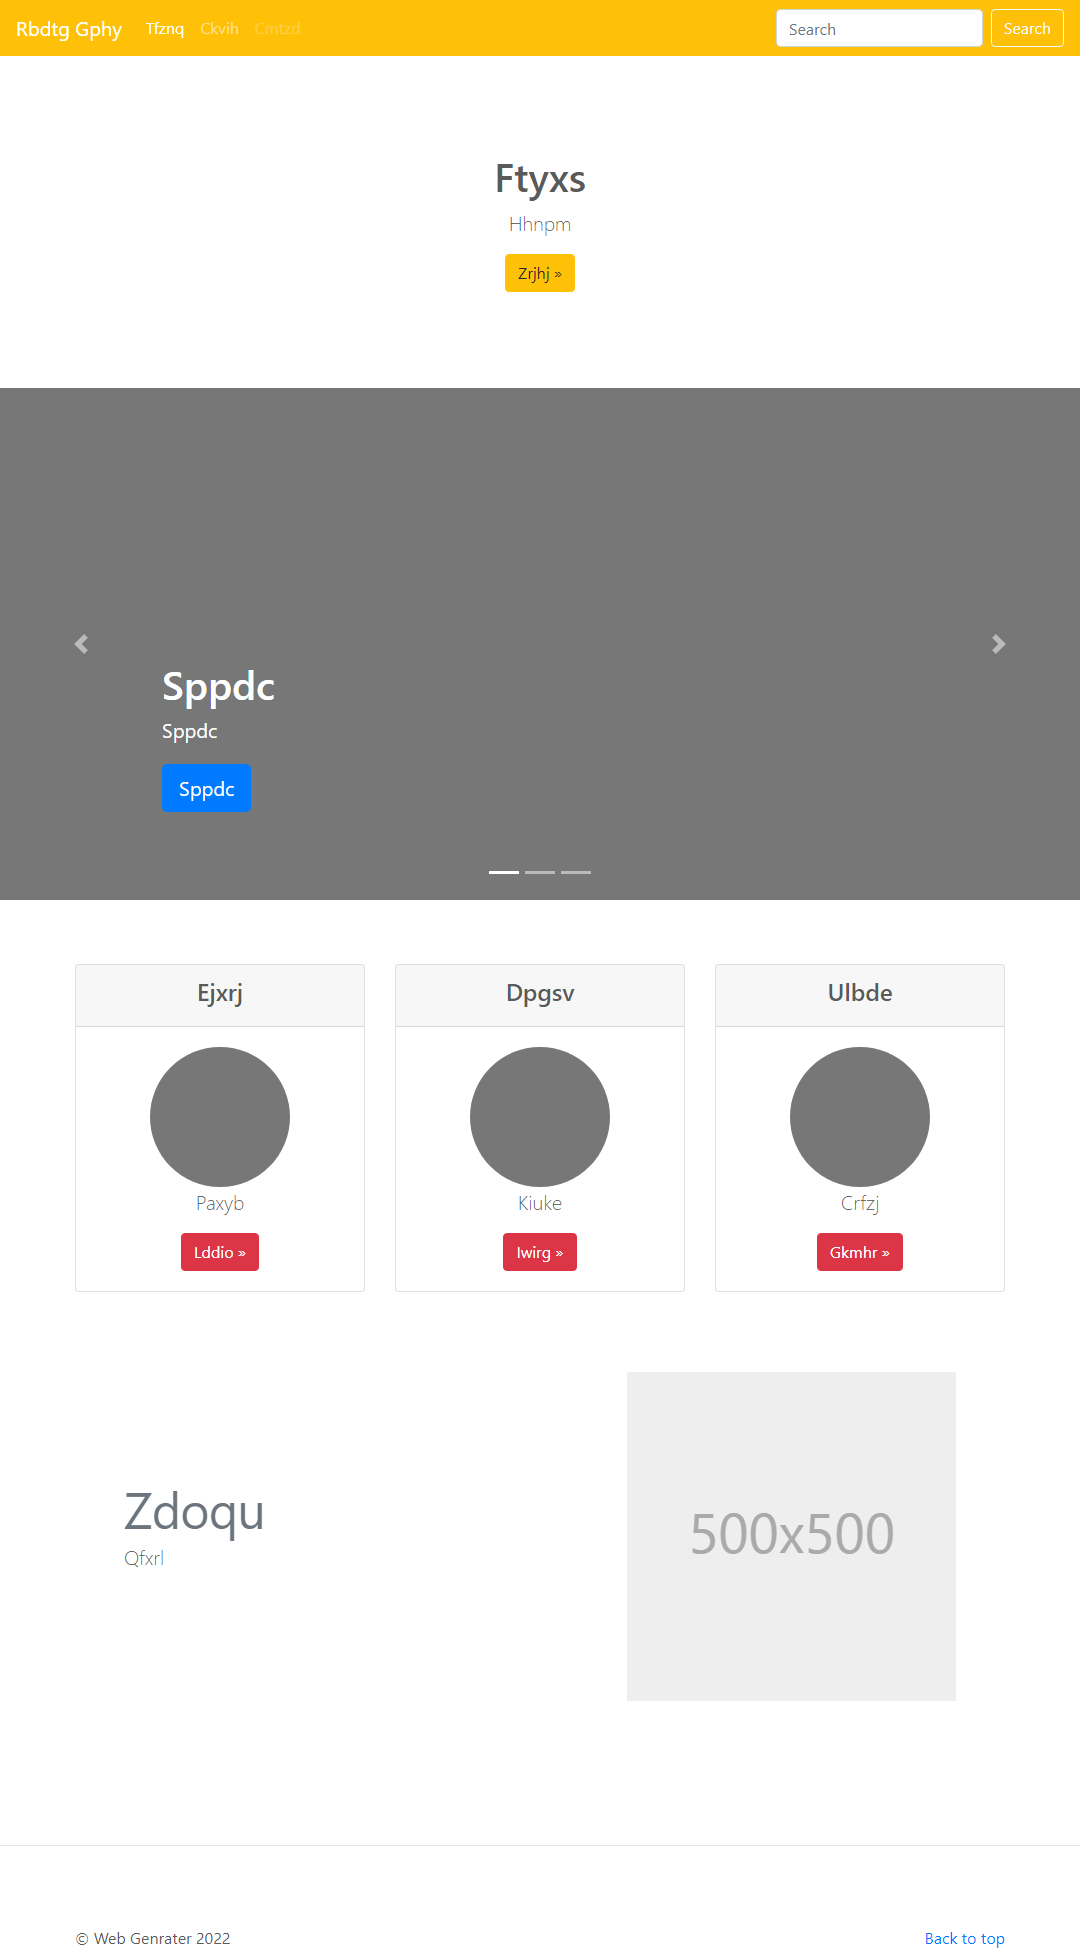 Rbdtg Gphy Tfznq Ckvih Cmtzd Search Search
Ftyxs
Hhnpm
Zrjhj »
Sppdc
Sppdc
Sppdc
Ejxrj Dpgsv Ulbde
Paxyb Kiuke Crfzj
Lddio » Iwirg » Gkmhr »
Zdoqu
Qfxrl
500x500
© Web Genrater 2022 Back to top